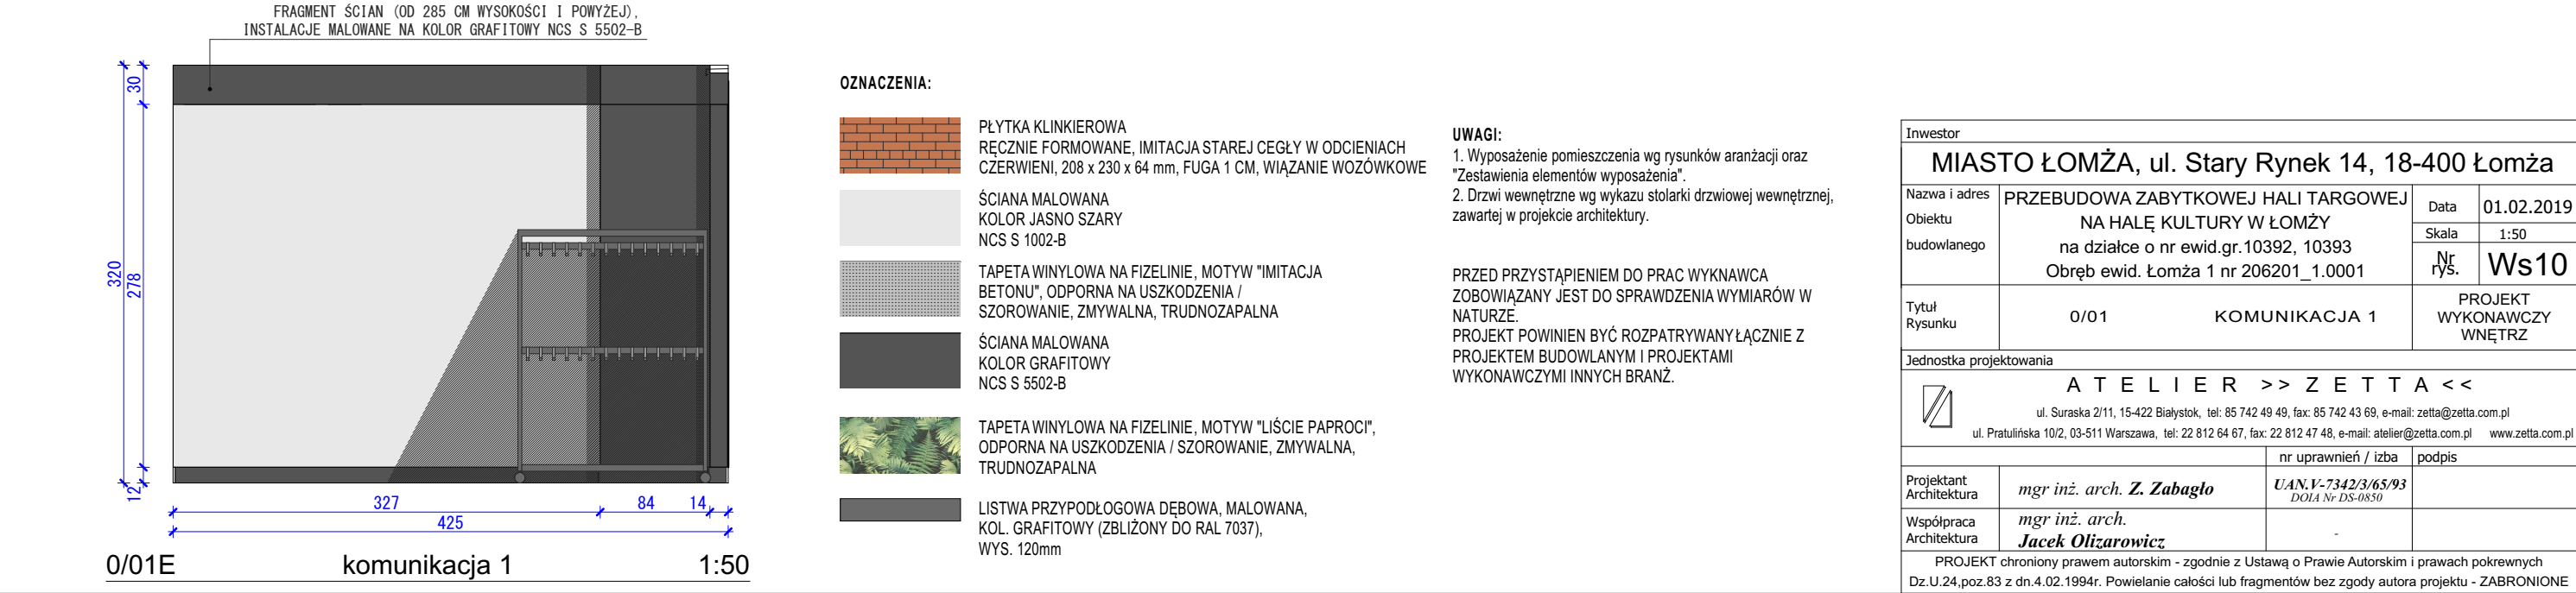 FRAGMENT ŚCIAN (OD 285 CM WYSOKOŚCI I POWYŻEJ),
INSTALACJE MALOWANE NA KOLOR GRAFITOWY NCS S 5502-B
30
320
278
12
327
84
14
425
0/01E komunikacja 1 1:50
OZNACZENIA:
PŁYTKA KLINKIEROWA
RĘCZNIE FORMOWANE, IMITACJA STAREJ CEGŁY W ODCIENIACH
CZERWIENI, 208 x 230 x 64 mm, FUGA 1 CM, WIĄZANIE WOZÓWKOWE
ŚCIANA MALOWANA
KOLOR JASNO SZARY
NCS S 1002-B
TAPETA WINYLOWA NA FIZELINIE, MOTYW "IMITACJA
BETONU", ODPORNA NA USZKODZENIA /
SZOROWANIE, ZMYWALNA, TRUDNOZAPALNA
ŚCIANA MALOWANA
KOLOR GRAFITOWY
NCS S 5502-B
TAPETA WINYLOWA NA FIZELINIE, MOTYW "LIŚCIE PAPROCI",
ODPORNA NA USZKODZENIA / SZOROWANIE, ZMYWALNA,
TRUDNOZAPALNA
LISTWA PRZYPODŁOGOWA DĘBOWA, MALOWANA,
KOL. GRAFITOWY (ZBLIŻONY DO RAL 7037),
WYS. 120mm
UWAGI:
1. Wyposażenie pomieszczenia wg rysunków aranżacji oraz
"Zestawienia elementów wyposażenia".
2. Drzwi wewnętrzne wg wykazu stolarki drzwiowej wewnętrznej,
zawartej w projekcie architektury.
PRZED PRZYSTĄPIENIEM DO PRAC WYKNAWCA
ZOBOWIĄZANY JEST DO SPRAWDZENIA WYMIARÓW W
NATURZE.
PROJEKT POWINIEN BYĆ ROZPATRYWANY ŁĄCZNIE Z
PROJEKTEM BUDOWLANYM I PROJEKTAMI
WYKONAWCZYMI INNYCH BRANŻ.
Inwestor
MIASTO ŁOMŻA, ul. Stary Rynek 14, 18-400 Łomża
Nazwa i adres
Obiektu
budowlanego
PRZEBUDOWA ZABYTKOWEJ HALI TARGOWEJ
NA HALĘ KULTURY W ŁOMŻY
na działce o nr ewid.gr.10392, 10393
Obręb ewid. Łomża 1 nr 206201_1.0001
Data 01.02.2019
Skala 1:50
Nr
rys.
Ws10
Tytuł
Rysunku
0/01 KOMUNIKACJA 1
PROJEKT
WYKONAWCZY
WNĘTRZ
Jednostka projektowania
ATELIER >> ZETTA <<
ul. Suraska 2/11, 15-422 Białystok, tel: 85 742 49 49, fax: 85 742 43 69, e-mail: zetta@zetta.com.pl
ul. Pratulińska 10/2, 03-511 Warszawa, tel: 22 812 64 67, fax: 22 812 47 48, e-mail: atelier@zetta.com.pl www.zetta.com.pl
nr uprawnień / izba podpis
Projektant
Architektura
mgr inż. arch. Z. Zabagło
UAN.V-7342/3/65/93
DOIA Nr DS-0850
Współpraca
Architektura
mgr inż. arch.
Jacek Olizarowicz
-
PROJEKT chroniony prawem autorskim - zgodnie z Ustawą o Prawie Autorskim i prawach pokrewnych
Dz.U.24,poz.83 z dn.4.02.1994r. Powielanie całości lub fragmentów bez zgody autora projektu - ZABRONIONE